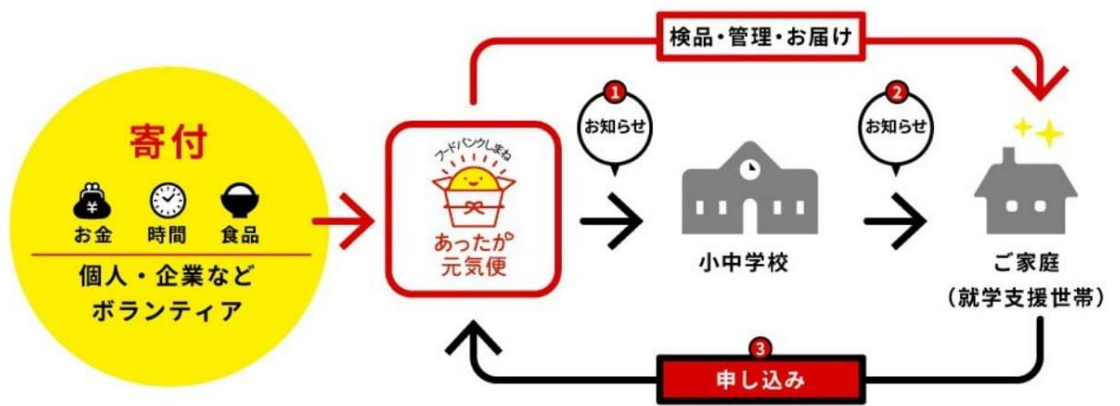 寄付
¥
お金 時間 食品
個人・企業など
ボランティア
フードバンクしまね
あったか°
元気便
検品・管理・お届け
1
お知らせ
小中学校
2
お知らせ
ご家庭
(就学支援世帯)
3
申し込み